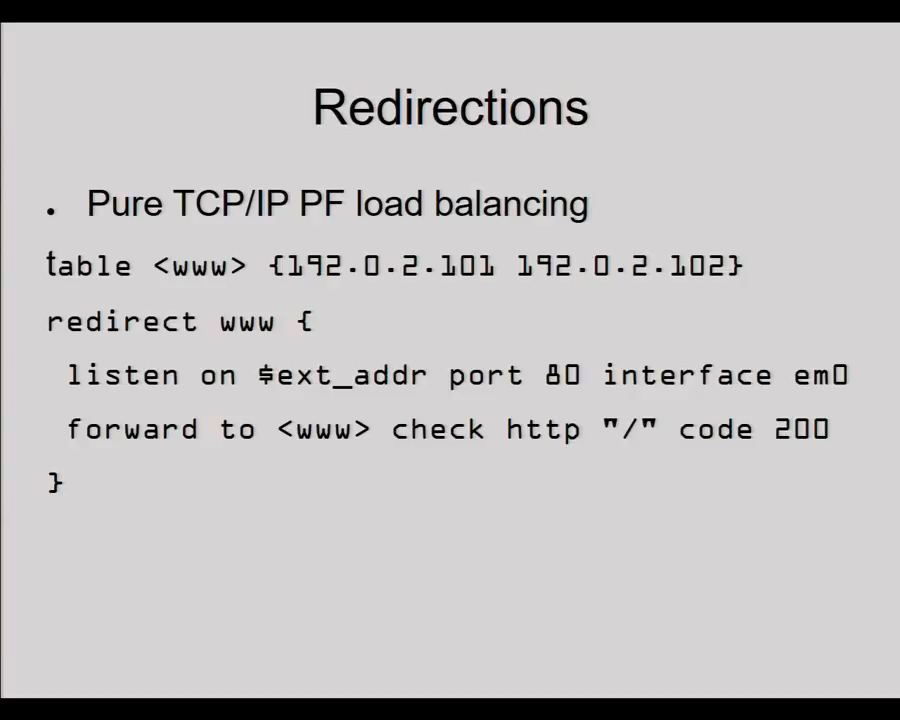 Redirections
• Pure TCP/IP PF load balancing
table <www> {192.0.2.101 192.0.2.102}
redirect www {
listen on $ext_addr port 80 interface em0
forward to <www> check http "/" code 200
}